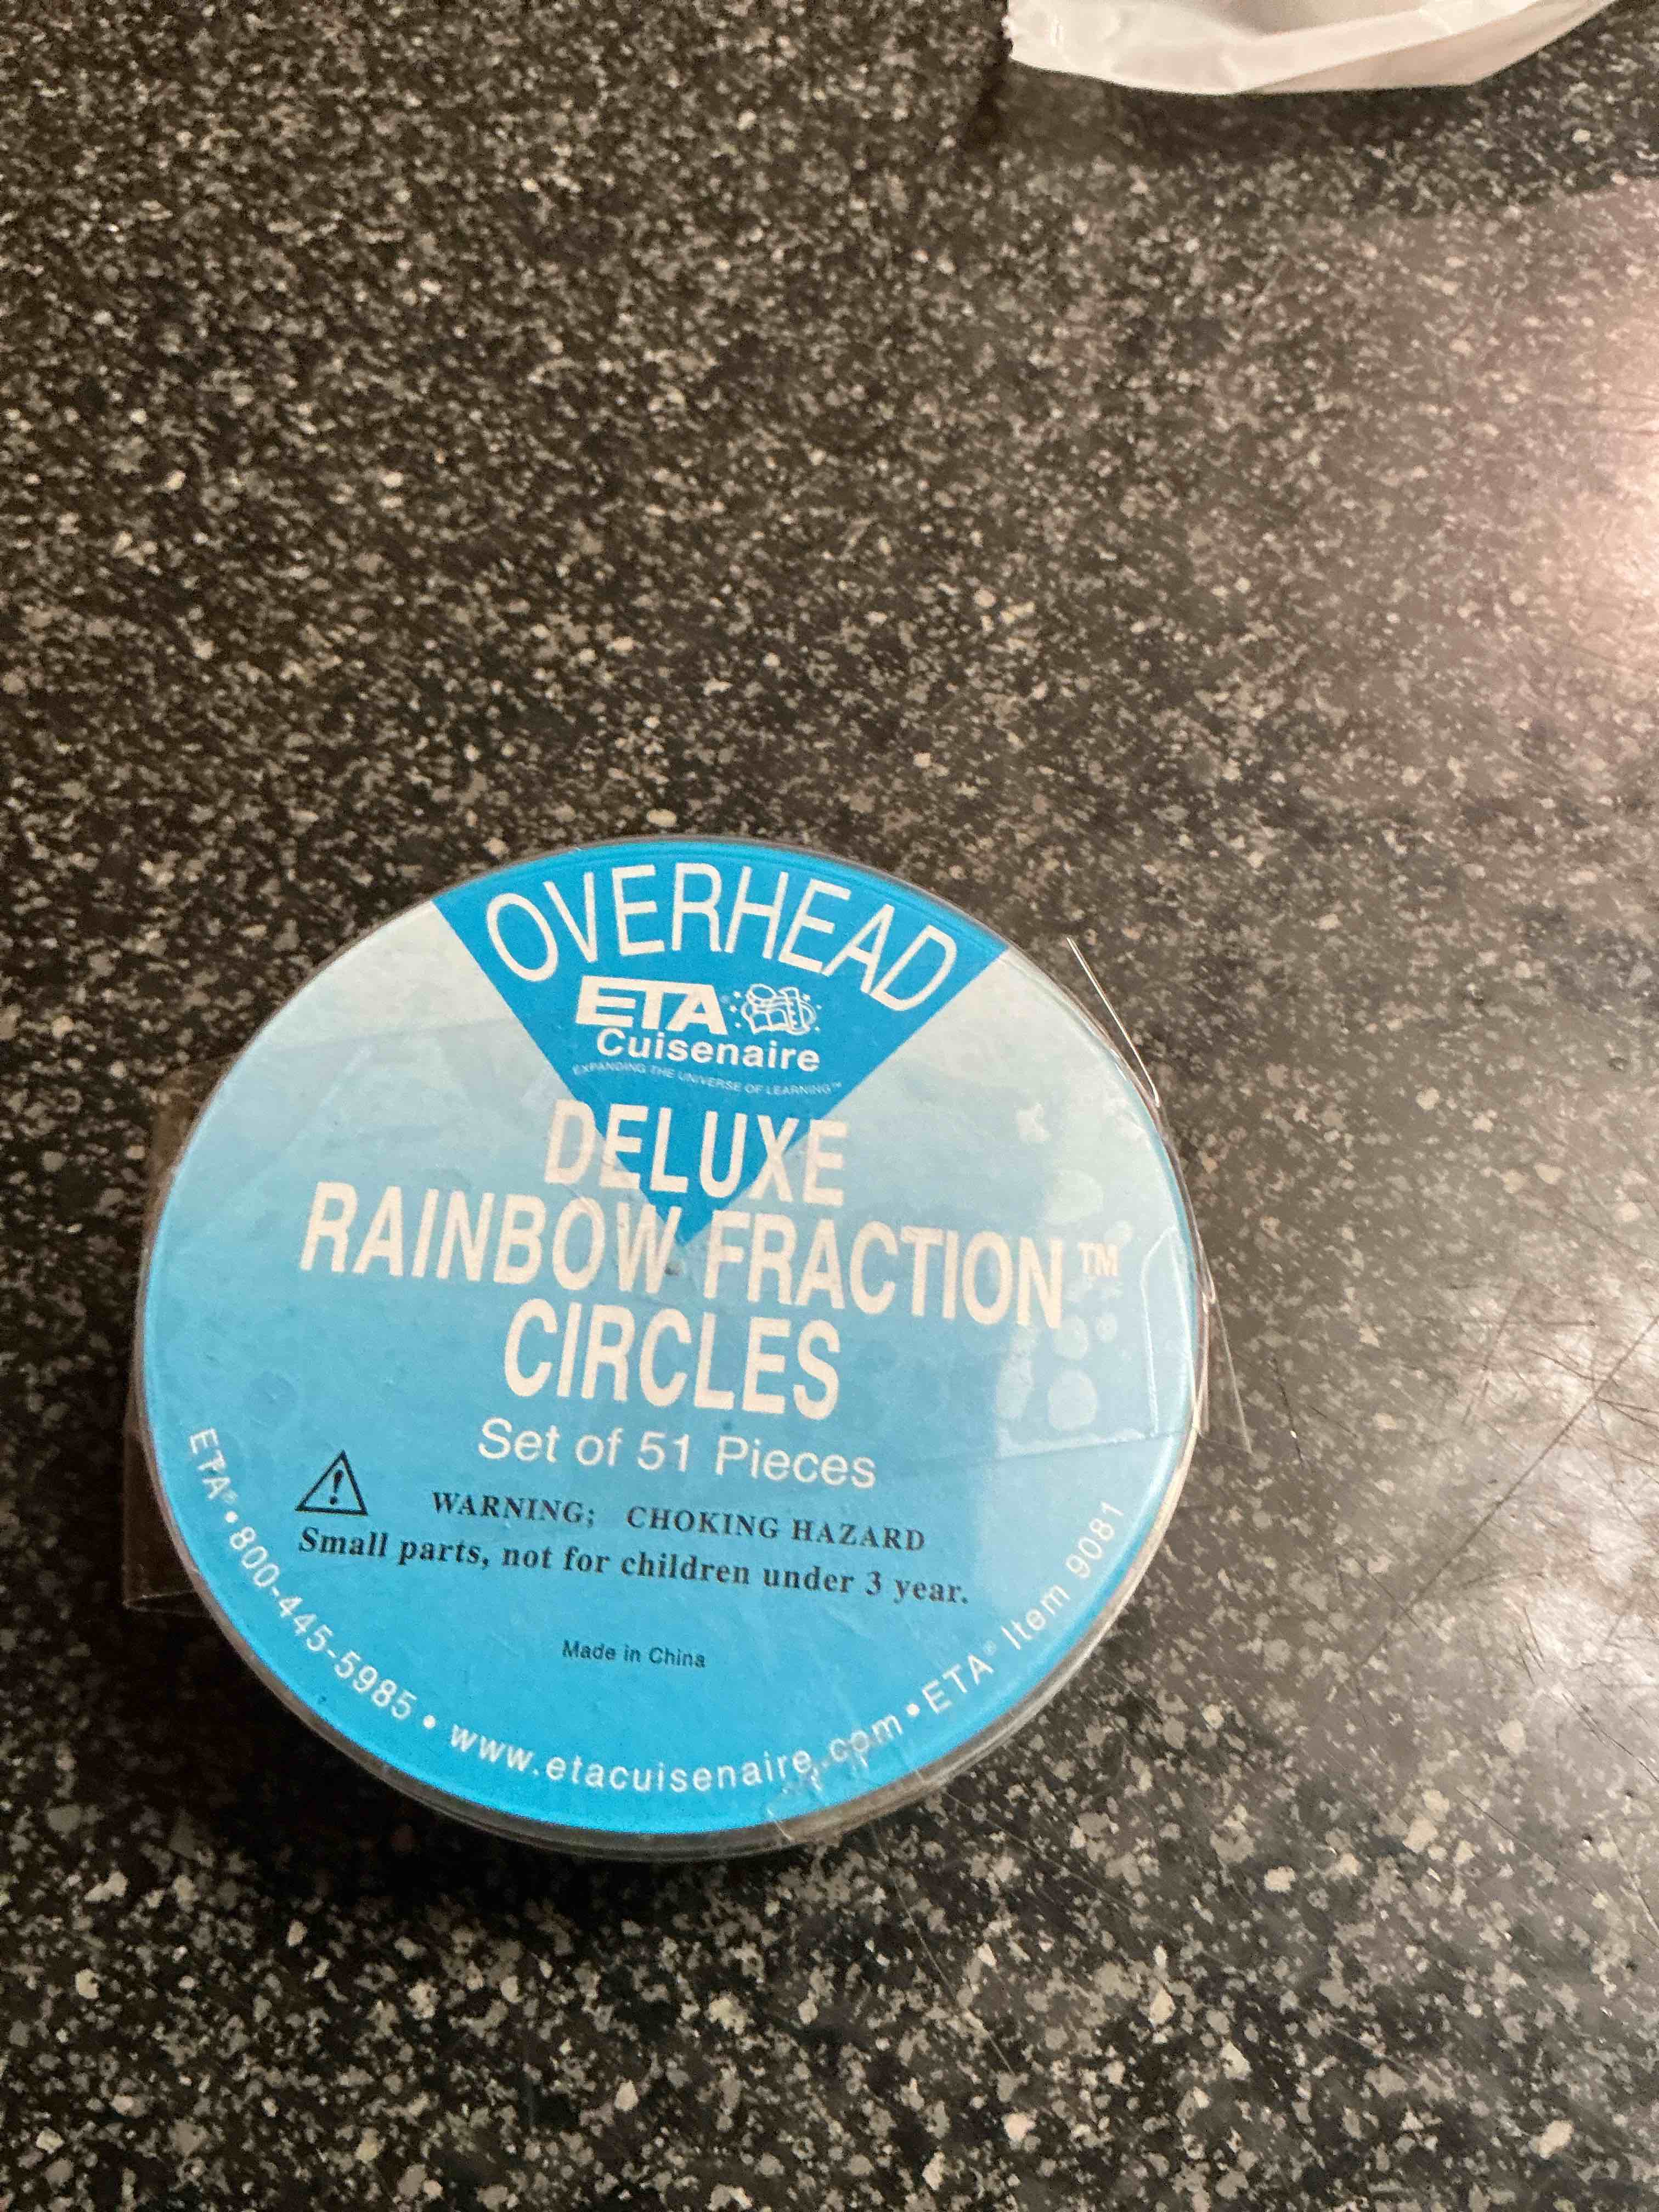 OVERHEAD
ETA
Cuisenaire
EXPANDING THE UNIVERSE OF LEARNING™
DELUXE
RAINBOW FRACTION™
CIRCLES
Set of 51 Pieces
WARNING; CHOKING HAZARD
Small parts, not for children under 3 year.
Made in China
ETA® • 800-445-5985 • www.etacuisenaire.com • ETA® Item 9081